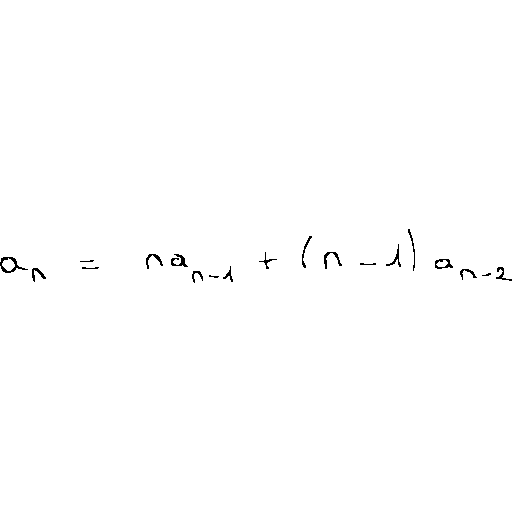 a_n = na_{n-1} + (n-1) a_{n-2}